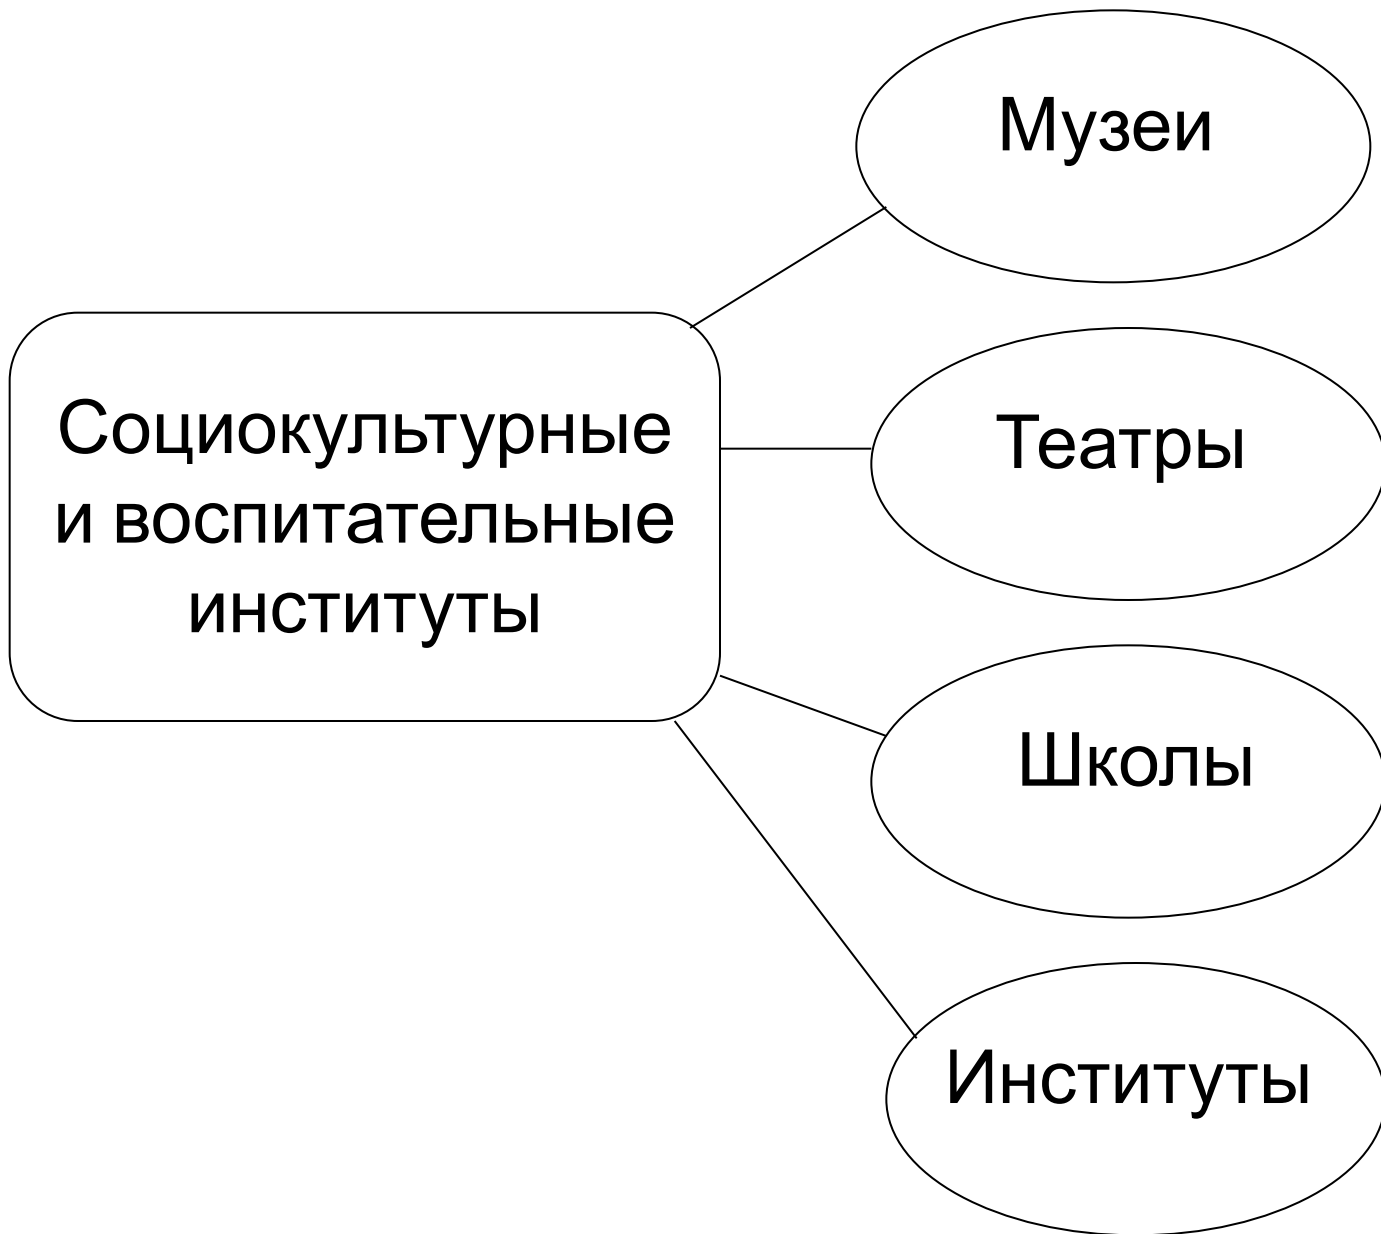 Музеи
Социокультурные
и воспитательные
институты
Театры
Школы
Институты